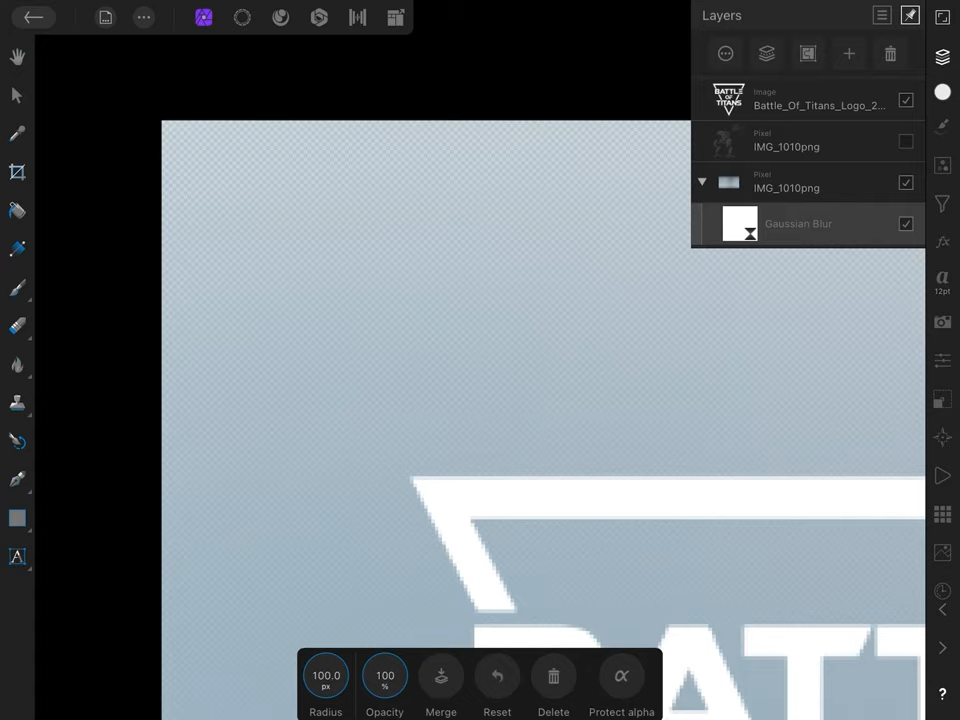 Layers
BATTLE
OF
TITANS
Image
Battle_Of_Titans_Logo_2...
Pixel
IMG_1010png
Pixel
IMG_1010png
Gaussian Blur
a
12pt
A
BATT
100.0
px
100
%
α
Radius
Opacity
Merge
Reset
Delete
Protect alpha
?